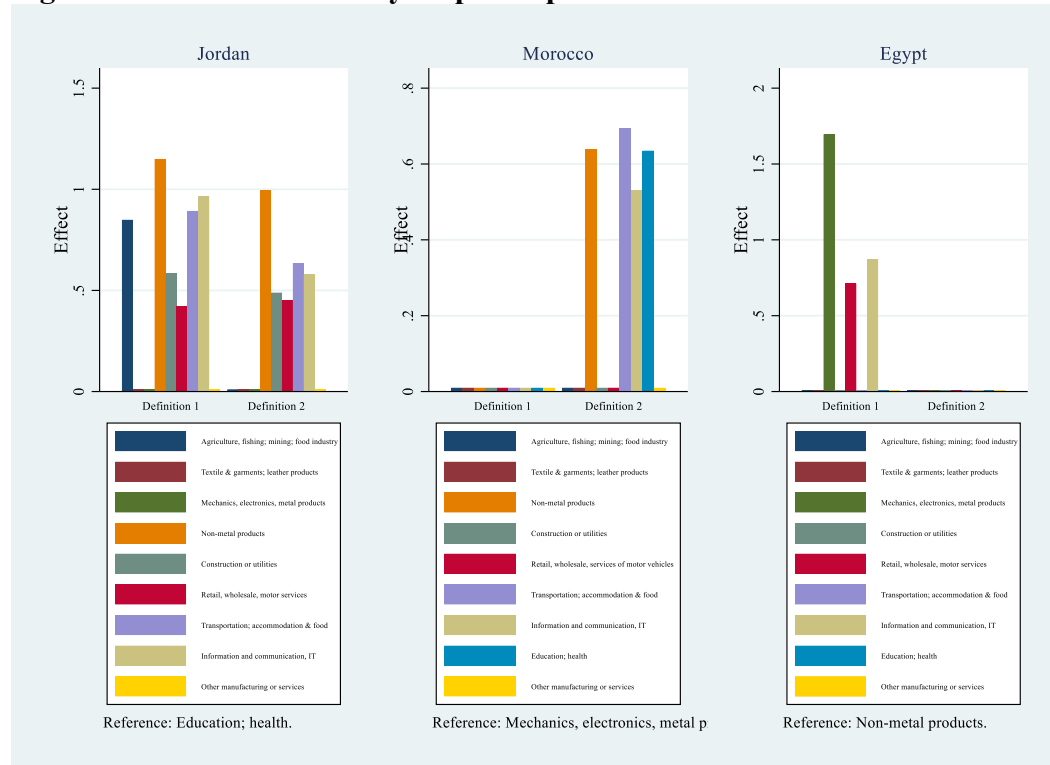 Jordan
Effect
1.5
1
.5
0
Definition 1
Definition 2
Agriculture, fishing; mining; food industry
Textile & garments; leather products
Mechanics, electronics, metal products
Non-metal products
Construction or utilities
Retail, wholesale, motor services
Transportation; accommodation & food
Information and communication, IT
Other manufacturing or services
Reference: Education; health.
Morocco
Effect
.8
.6
.4
.2
0
Definition 1
Definition 2
Agriculture, fishing; mining; food industry
Textile & garments; leather products
Non-metal products
Construction or utilities
Retail, wholesale, services of motor vehicles
Transportation; accommodation & food
Information and communication, IT
Education; health
Other manufacturing or services
Reference: Mechanics, electronics, metal p
Egypt
Effect
2
1.5
1
.5
0
Definition 1
Definition 2
Agriculture, fishing; mining; food industry
Textile & garments; leather products
Mechanics, electronics, metal products
Construction or utilities
Retail, wholesale, motor services
Transportation; accommodation & food
Information and communication, IT
Education; health
Other manufacturing or services
Reference: Non-metal products.